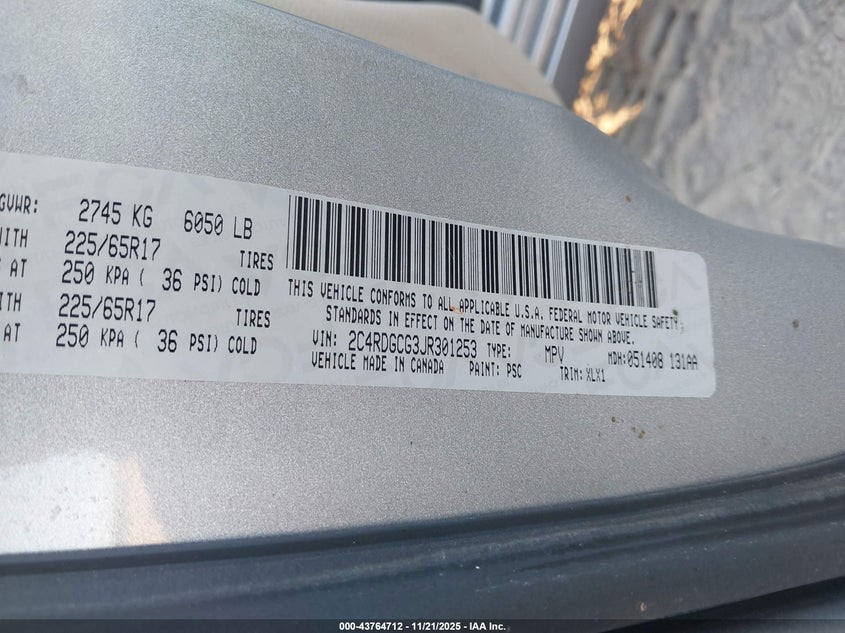 GVWR: 2745 KG 6050 LB
WITH 225/65R17 TIRES
AT 250 KPA ( 36 PSI) COLD
WITH 225/65R17 TIRES
AT 250 KPA ( 36 PSI) COLD
THIS VEHICLE CONFORMS TO ALL APPLICABLE U.S.A. FEDERAL MOTOR VEHICLE SAFETY
STANDARDS IN EFFECT ON THE DATE OF MANUFACTURE SHOWN ABOVE.
VIN: 2C4RDGCG3JR301253 TYPE: MPV MDH:051408 131AA
VEHICLE MADE IN CANADA PAINT: PSC TRIM: XLX1
000-43764712 - 11/21/2025 - IAA Inc.